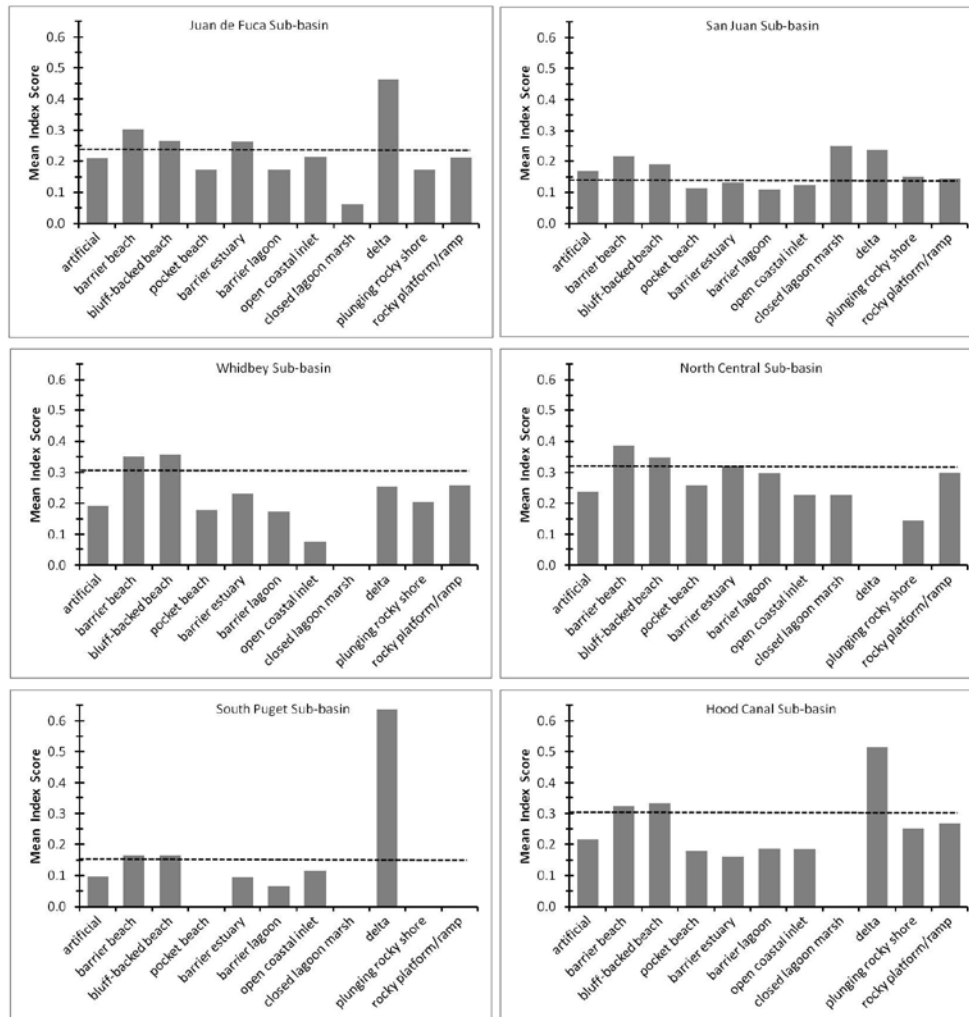 Juan de Fuca Sub-basin
Mean Index Score
0.6
0.5
0.4
0.3
0.2
0.1
0.0
artificial
barrier beach
bluff-backed beach
pocket beach
barrier estuary
barrier lagoon
open coastal inlet
closed lagoon marsh
delta
plunging rocky shore
rocky platform/ramp
San Juan Sub-basin
Mean Index Score
0.6
0.5
0.4
0.3
0.2
0.1
0.0
artificial
barrier beach
bluff-backed beach
pocket beach
barrier estuary
barrier lagoon
open coastal inlet
closed lagoon marsh
delta
plunging rocky shore
rocky platform/ramp
Whidbey Sub-basin
Mean Index Score
0.6
0.5
0.4
0.3
0.2
0.1
0.0
artificial
barrier beach
bluff-backed beach
pocket beach
barrier estuary
barrier lagoon
open coastal inlet
closed lagoon marsh
delta
plunging rocky shore
rocky platform/ramp
North Central Sub-basin
Mean Index Score
0.6
0.5
0.4
0.3
0.2
0.1
0.0
artificial
barrier beach
bluff-backed beach
pocket beach
barrier estuary
barrier lagoon
open coastal inlet
closed lagoon marsh
delta
plunging rocky shore
rocky platform/ramp
South Puget Sub-basin
Mean Index Score
0.6
0.5
0.4
0.3
0.2
0.1
0.0
artificial
barrier beach
bluff-backed beach
pocket beach
barrier estuary
barrier lagoon
open coastal inlet
closed lagoon marsh
delta
plunging rocky shore
rocky platform/ramp
Hood Canal Sub-basin
Mean Index Score
0.6
0.5
0.4
0.3
0.2
0.1
0.0
artificial
barrier beach
bluff-backed beach
pocket beach
barrier estuary
barrier lagoon
open coastal inlet
closed lagoon marsh
delta
plunging rocky shore
rocky platform/ramp